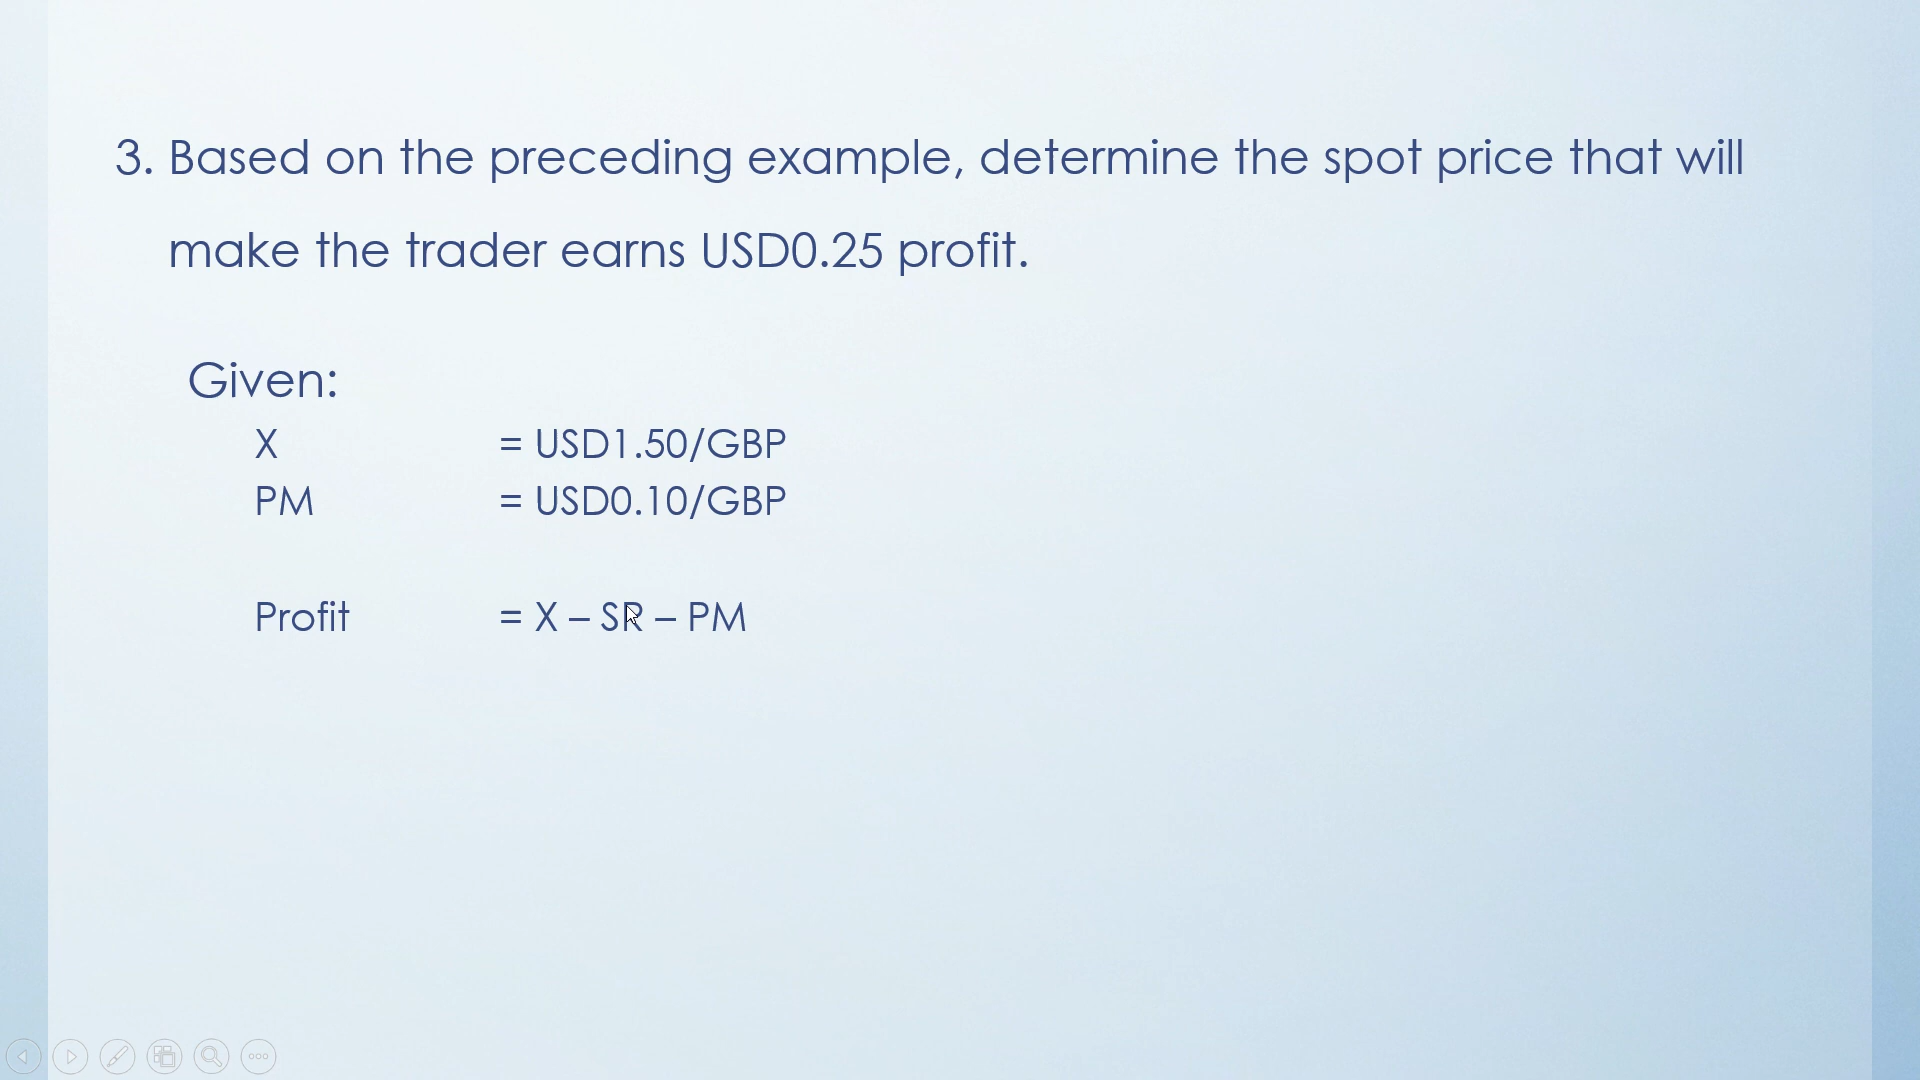 3. Based on the preceding example, determine the spot price that will
make the trader earns USD0.25 profit.
Given:
X = USD1.50/GBP
PM = USD0.10/GBP
Profit = X – SR – PM